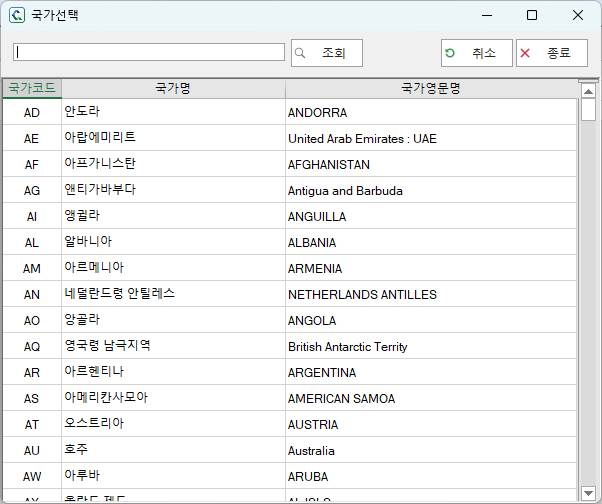 국가선택
조회 취소 종료
국가코드 국가명 국가영문명
AD 안도라 ANDORRA
AE 아랍에미리트 United Arab Emirates : UAE
AF 아프가니스탄 AFGHANISTAN
AG 앤티가바부다 Antigua and Barbuda
AI 앵귈라 ANGUILLA
AL 알바니아 ALBANIA
AM 아르메니아 ARMENIA
AN 네덜란드령 안틸레스 NETHERLANDS ANTILLES
AO 앙골라 ANGOLA
AQ 영국령 남극지역 British Antarctic Territy
AR 아르헨티나 ARGENTINA
AS 아메리칸사모아 AMERICAN SAMOA
AT 오스트리아 AUSTRIA
AU 호주 Australia
AW 아루바 ARUBA